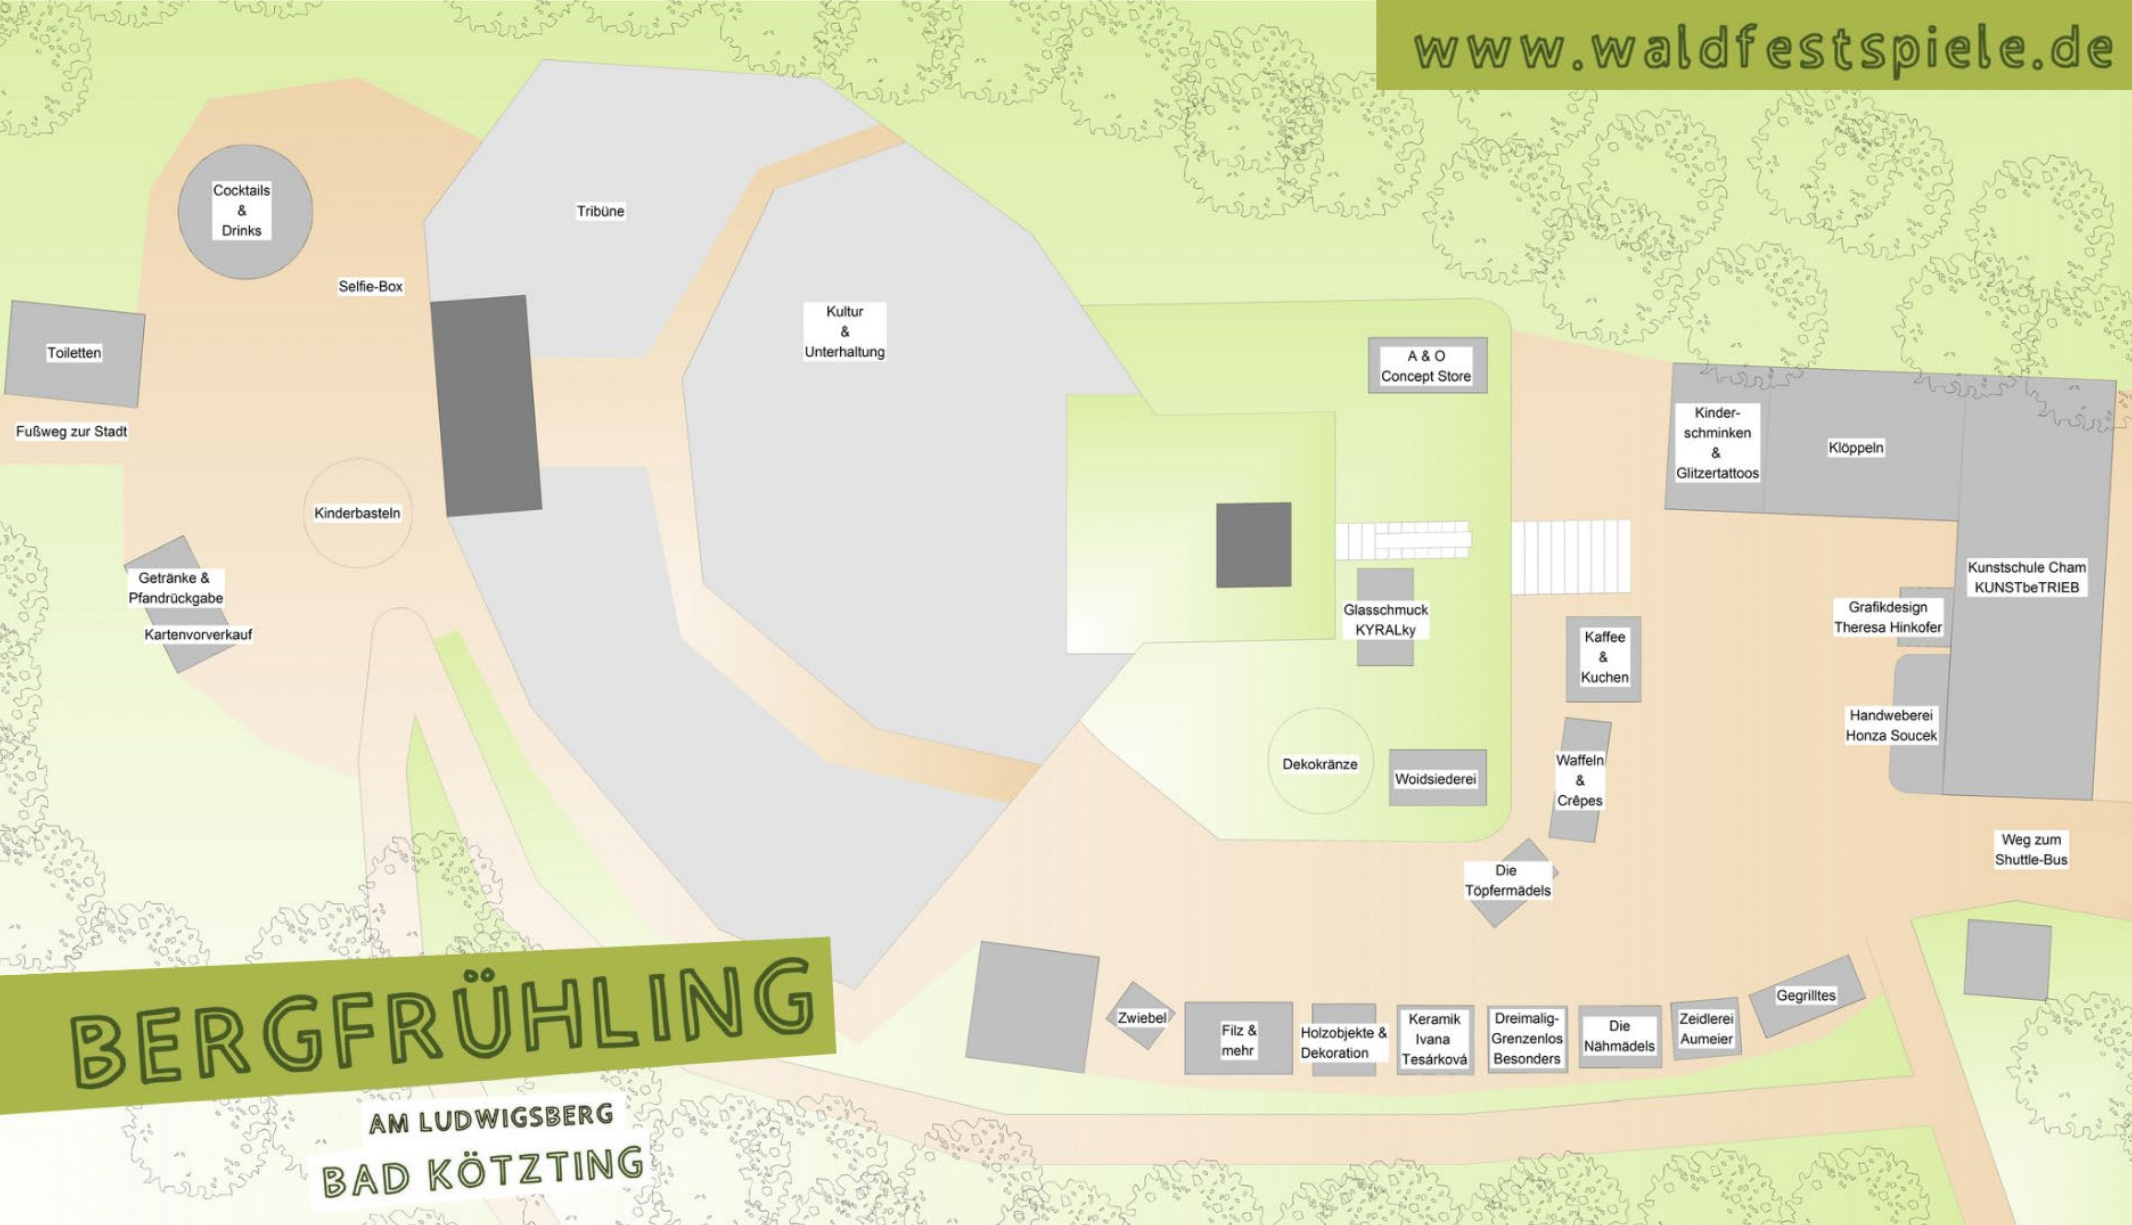 www.waldfestspiele.de
Cocktails
&
Drinks
Tribüne
Selfie-Box
Kultur
&
Unterhaltung
Toiletten
Fußweg zur Stadt
A & O
Concept Store
Kinder-
schminken
&
Glitzertattoos
Klöppeln
Kinderbasteln
Getränke &
Pfandrückgabe
Kartenvorverkauf
Glasschmuck
KYRALky
Kunstschule Cham
KUNSTbeTRIEB
Grafikdesign
Theresa Hinkofer
Kaffee
&
Kuchen
Handweberei
Honza Soucek
Dekokränze
Woidsiederei
Waffeln
&
Crêpes
Weg zum
Shuttle-Bus
Die
Töpfermädels
Zwiebel
Filz &
mehr
Holzobjekte &
Dekoration
Keramik
Ivana
Tesárková
Dreimalig-
Grenzenlos
Besonders
Die
Nähmädels
Zeidlerei
Aumeier
Gegrilltes
BERGFRÜHLING
AM LUDWIGSBERG
BAD KÖTZTING